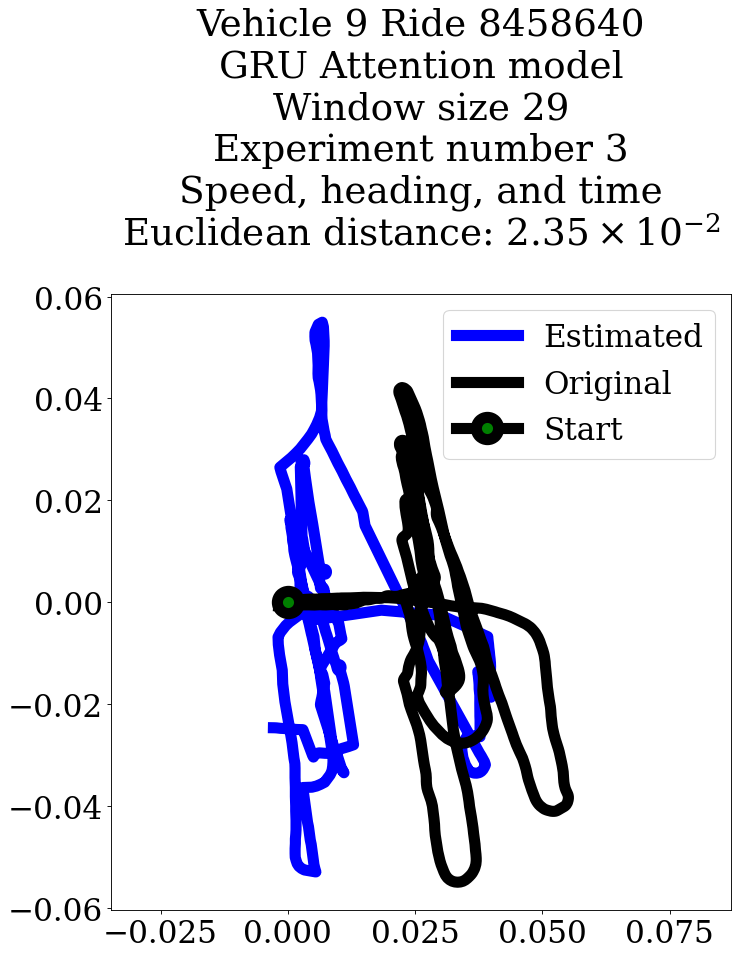 Vehicle 9 Ride 8458640
GRU Attention model
Window size 29
Experiment number 3
Speed, heading, and time
Euclidean distance: 2.35 × 10⁻²
0.06
0.04
0.02
0.00
−0.02
−0.04
−0.06
Estimated
Original
Start
−0.025 0.000 0.025 0.050 0.075